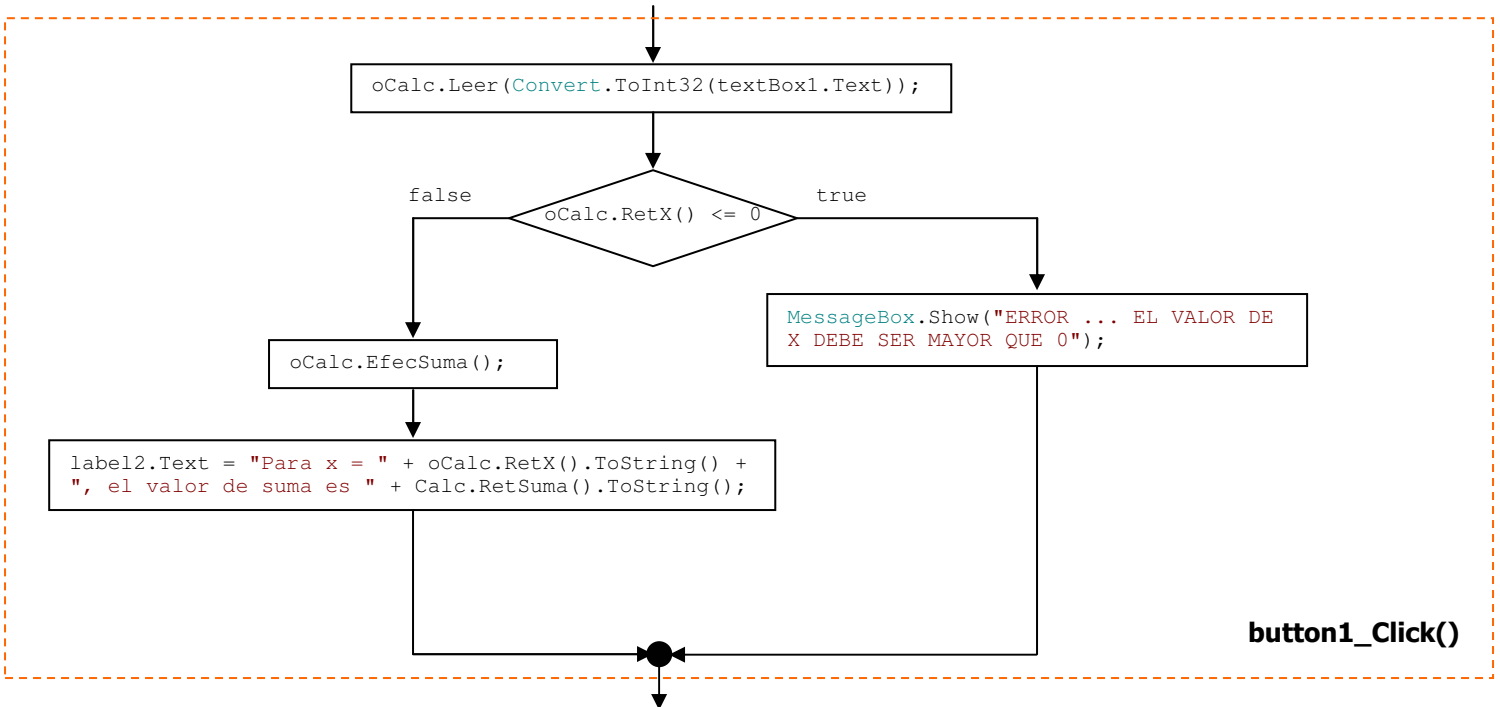 oCalc.Leer(Convert.ToInt32(textBox1.Text));
false
true
oCalc.RetX() <= 0
MessageBox.Show("ERROR ... EL VALOR DE
X DEBE SER MAYOR QUE 0");
oCalc.EfecSuma();
label2.Text = "Para x = " + oCalc.RetX().ToString() +
", el valor de suma es " + Calc.RetSuma().ToString();
button1_Click()